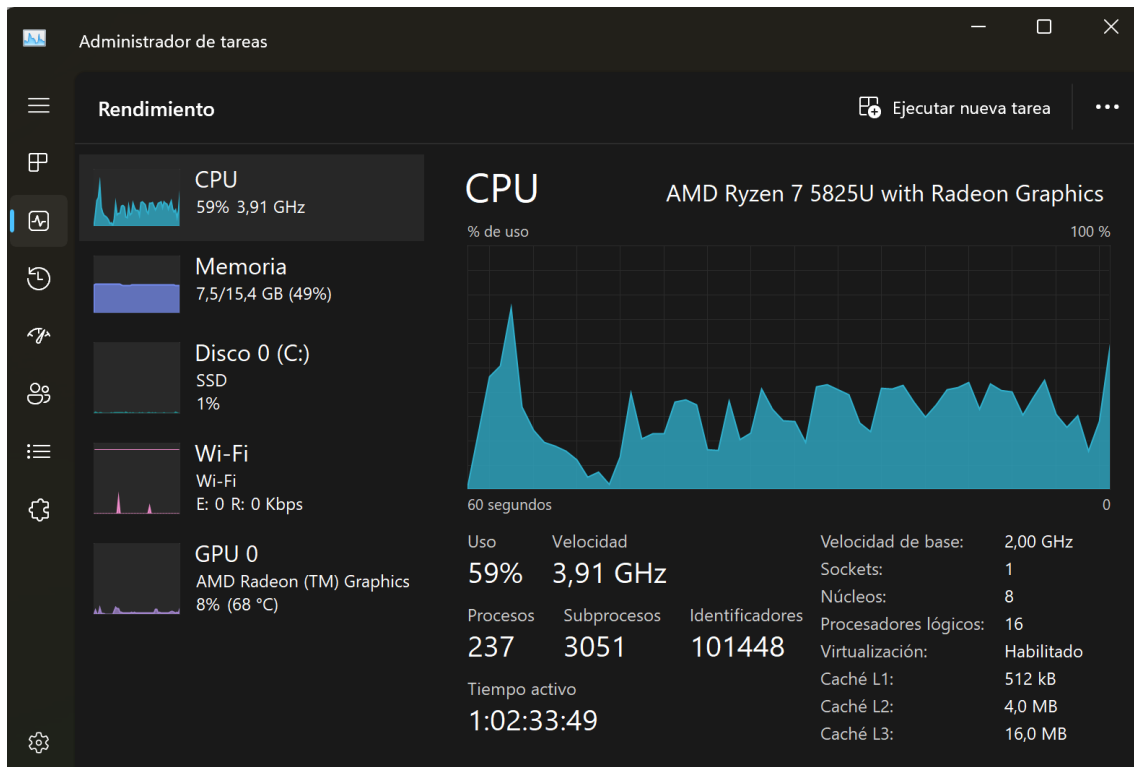 Administrador de tareas
Rendimiento
Ejecutar nueva tarea
CPU
59% 3,91 GHz
Memoria
7,5/15,4 GB (49%)
Disco 0 (C:)
SSD
1%
Wi-Fi
Wi-Fi
E: 0 R: 0 Kbps
GPU 0
AMD Radeon (TM) Graphics
8% (68 °C)
CPU
AMD Ryzen 7 5825U with Radeon Graphics
% de uso
100 %
60 segundos
0
Uso
Velocidad
59%
3,91 GHz
Procesos
Subprocesos
Identificadores
237
3051
101448
Tiempo activo
1:02:33:49
Velocidad de base: 2,00 GHz
Sockets: 1
Núcleos: 8
Procesadores lógicos: 16
Virtualización: Habilitado
Caché L1: 512 kB
Caché L2: 4,0 MB
Caché L3: 16,0 MB